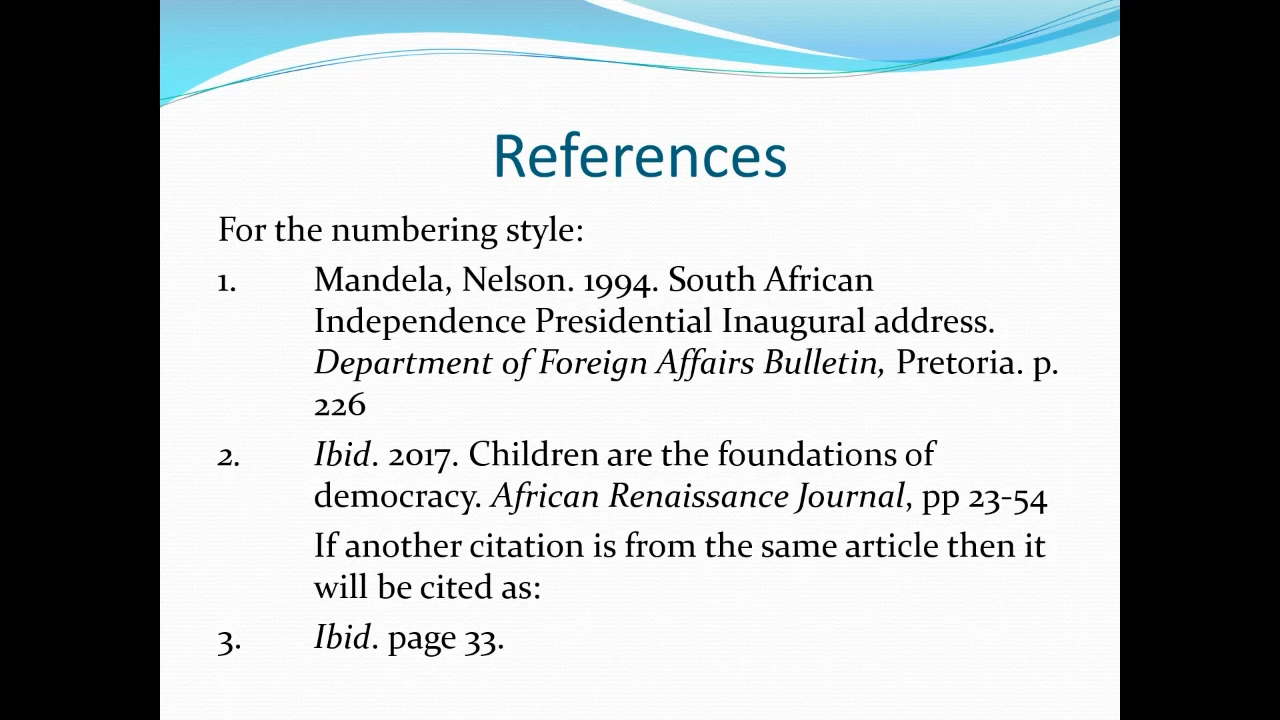 References
For the numbering style:
1. Mandela, Nelson. 1994. South African
Independence Presidential Inaugural address.
Department of Foreign Affairs Bulletin, Pretoria. p.
226
2. Ibid. 2017. Children are the foundations of
democracy. African Renaissance Journal, pp 23-54
If another citation is from the same article then it
will be cited as:
3. Ibid. page 33.